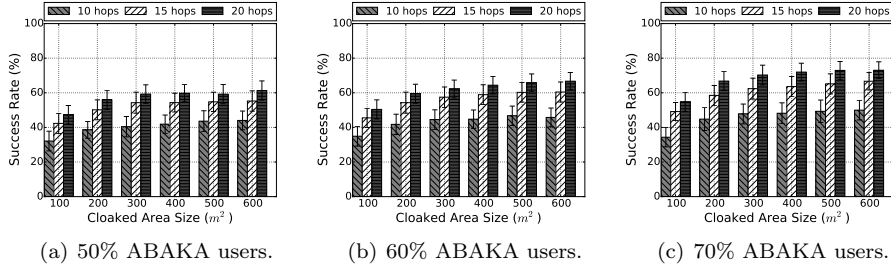 10 hops 15 hops 20 hops
100
80
60
40
20
0
Success Rate (%)
100 200 300 400 500 600
Cloaked Area Size (m²)
(a) 50% ABAKA users.
10 hops 15 hops 20 hops
100
80
60
40
20
0
Success Rate (%)
100 200 300 400 500 600
Cloaked Area Size (m²)
(b) 60% ABAKA users.
10 hops 15 hops 20 hops
100
80
60
40
20
0
Success Rate (%)
100 200 300 400 500 600
Cloaked Area Size (m²)
(c) 70% ABAKA users.